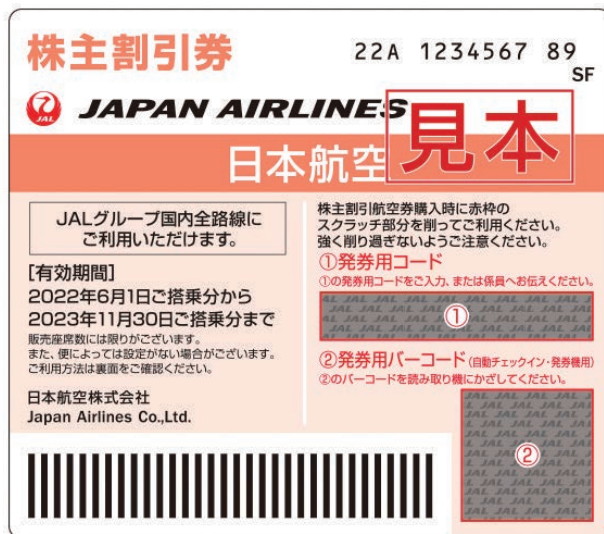 株主割引券
22A 1234567 89
SF
JAL
JAPAN AIRLINES
日本航空
見本
JALグループ国内全路線に
ご利用いただけます。
[有効期間]
2022年6月1日ご搭乗分から
2023年11月30日ご搭乗分まで
販売座席数には限りがございます。
また、便によっては設定がない場合がございます。
ご利用方法は裏面をご確認ください。
日本航空株式会社
Japan Airlines Co.,Ltd.
株主割引航空券購入時に赤枠の
スクラッチ部分を削ってご利用ください。
強く削り過ぎないようご注意ください。
①発券用コード
①の発券用コードをご入力、または係員へお伝えください。
①
②発券用バーコード(自動チェックイン・発券機用)
②のバーコードを読み取り機にかざしてください。
②